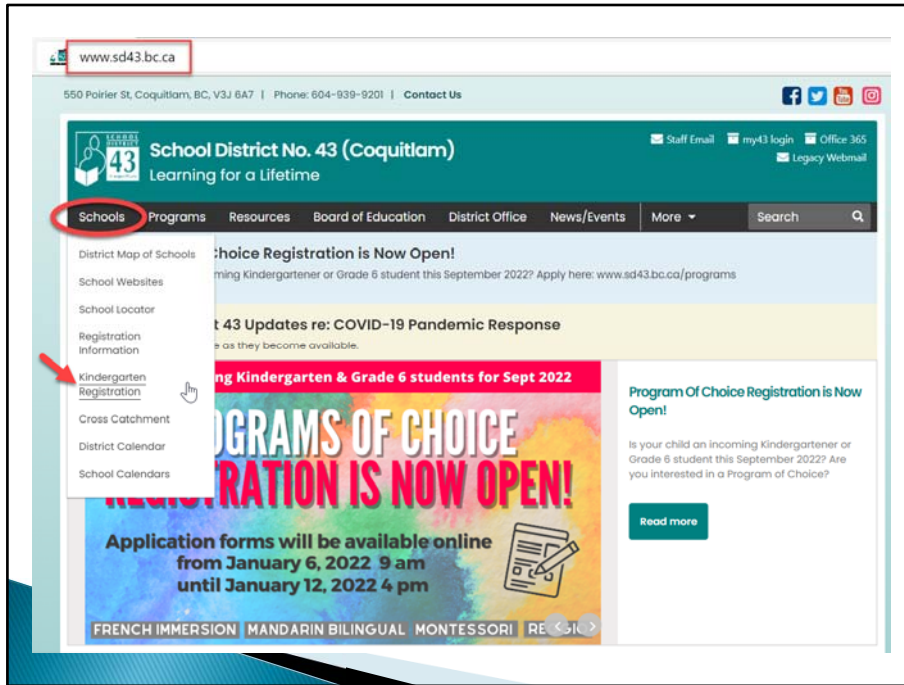 www.sd43.bc.ca
550 Poirier St, Coquitlam, BC, V3J 6A7 | Phone: 604-939-9201 | Contact Us
SCHOOL DISTRICT 43
School District No. 43 (Coquitlam)
Learning for a Lifetime
Staff Email my43 login Office 365
Legacy Webmail
Schools Programs Resources Board of Education District Office News/Events More Search
District Map of Schools
School Websites
School Locator
Registration
Information
Kindergarten
Registration
Cross Catchment
District Calendar
School Calendars
Choice Registration is Now Open!
ming Kindergartener or Grade 6 student this September 2022? Apply here: www.sd43.bc.ca/programs
t 43 Updates re: COVID-19 Pandemic Response
e as they become available.
ng Kindergarten & Grade 6 students for Sept 2022
OGRAMS OF CHOICE
REGISTRATION IS NOW OPEN!
Application forms will be available online
from January 6, 2022 9 am
until January 12, 2022 4 pm
FRENCH IMMERSION MANDARIN BILINGUAL MONTESSORI
Program Of Choice Registration is Now
Open!
Is your child an incoming Kindergartener or
Grade 6 student this September 2022? Are
you interested in a Program of Choice?
Read more